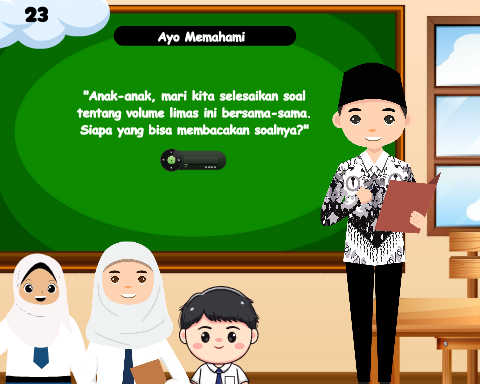 23
Ayo Memahami
"Anak-anak, mari kita selesaikan soal
tentang volume limas ini bersama-sama.
Siapa yang bisa membacakan soalnya?"